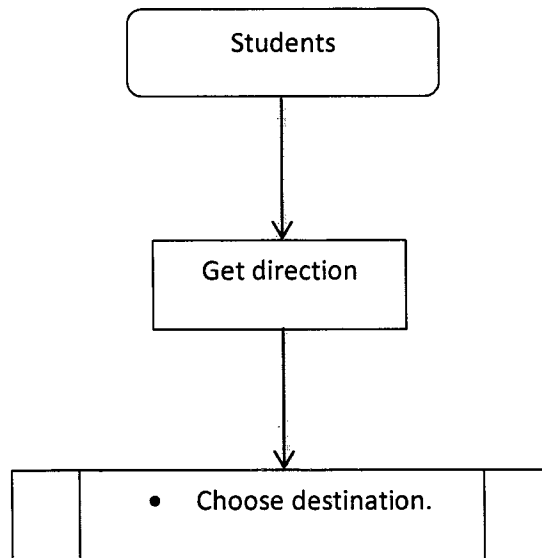 Students
Get direction
• Choose destination.